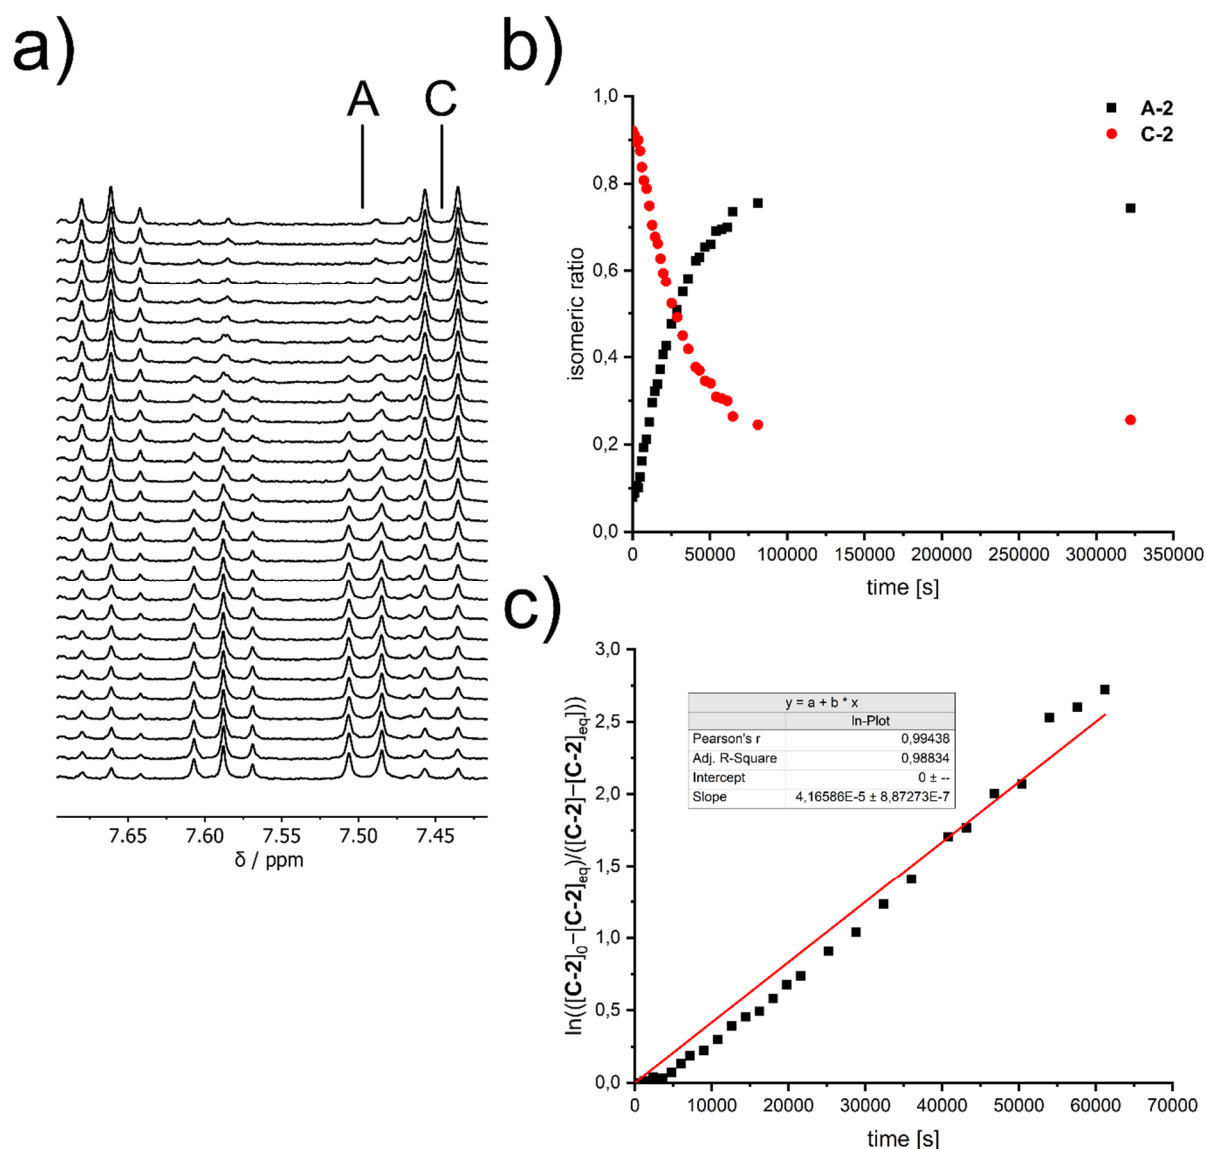 a)
A C
7.65 7.60 7.55 7.50 7.45
δ / ppm
b)
1,0
0,8
0,6
0,4
0,2
0,0
isomeric ratio
A-2
C-2
0 50000 100000 150000 200000 250000 300000 350000
time [s]
c)
3,0
2,5
2,0
1,5
1,0
0,5
0,0
ln(([C-2]0−[C-2]eq)/([C-2]−[C-2]eq]))
y = a + b * x
ln-Plot
Pearson's r 0,99438
Adj. R-Square 0,98834
Intercept 0 ± --
Slope 4,16586E-5 ± 8,87273E-7
0 10000 20000 30000 40000 50000 60000 70000
time [s]